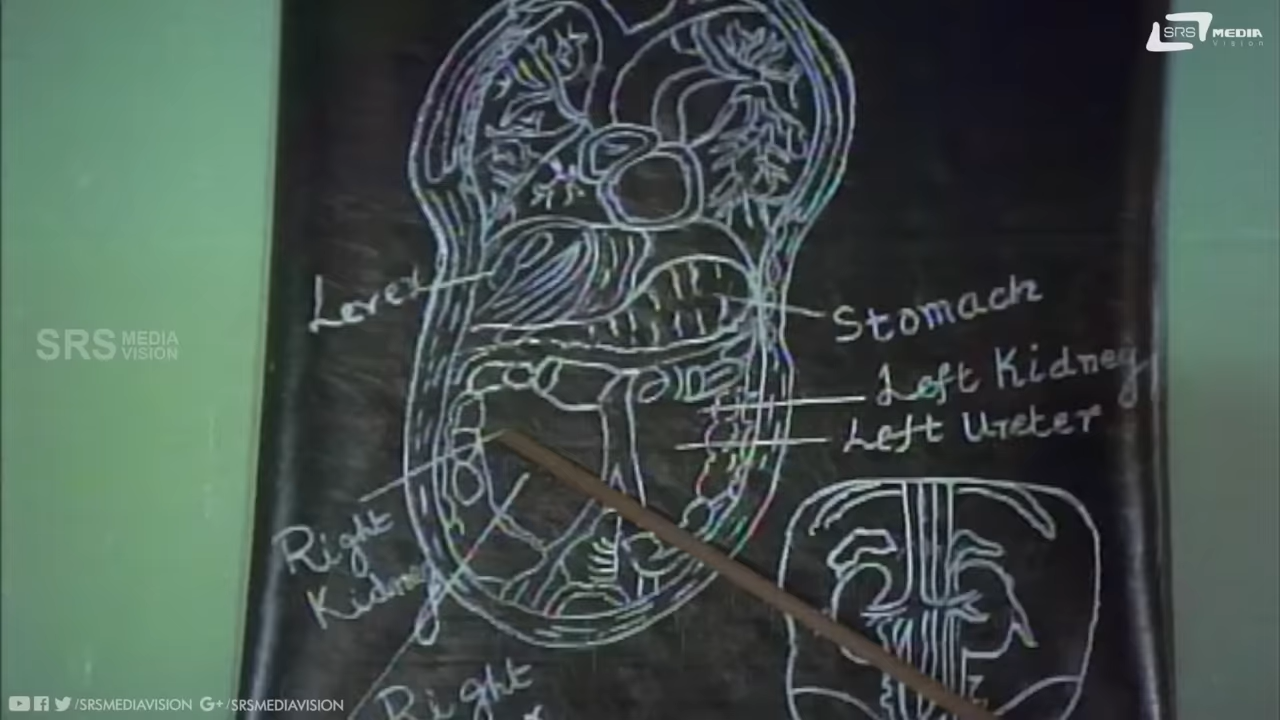 SRS MEDIA
Vision
Lever
Stomach
SRS MEDIA
VISION
Left Kidney
Left Ureter
Right
Kidney
Right
/SRSMEDIAVISION G+/SRSMEDIAVISION